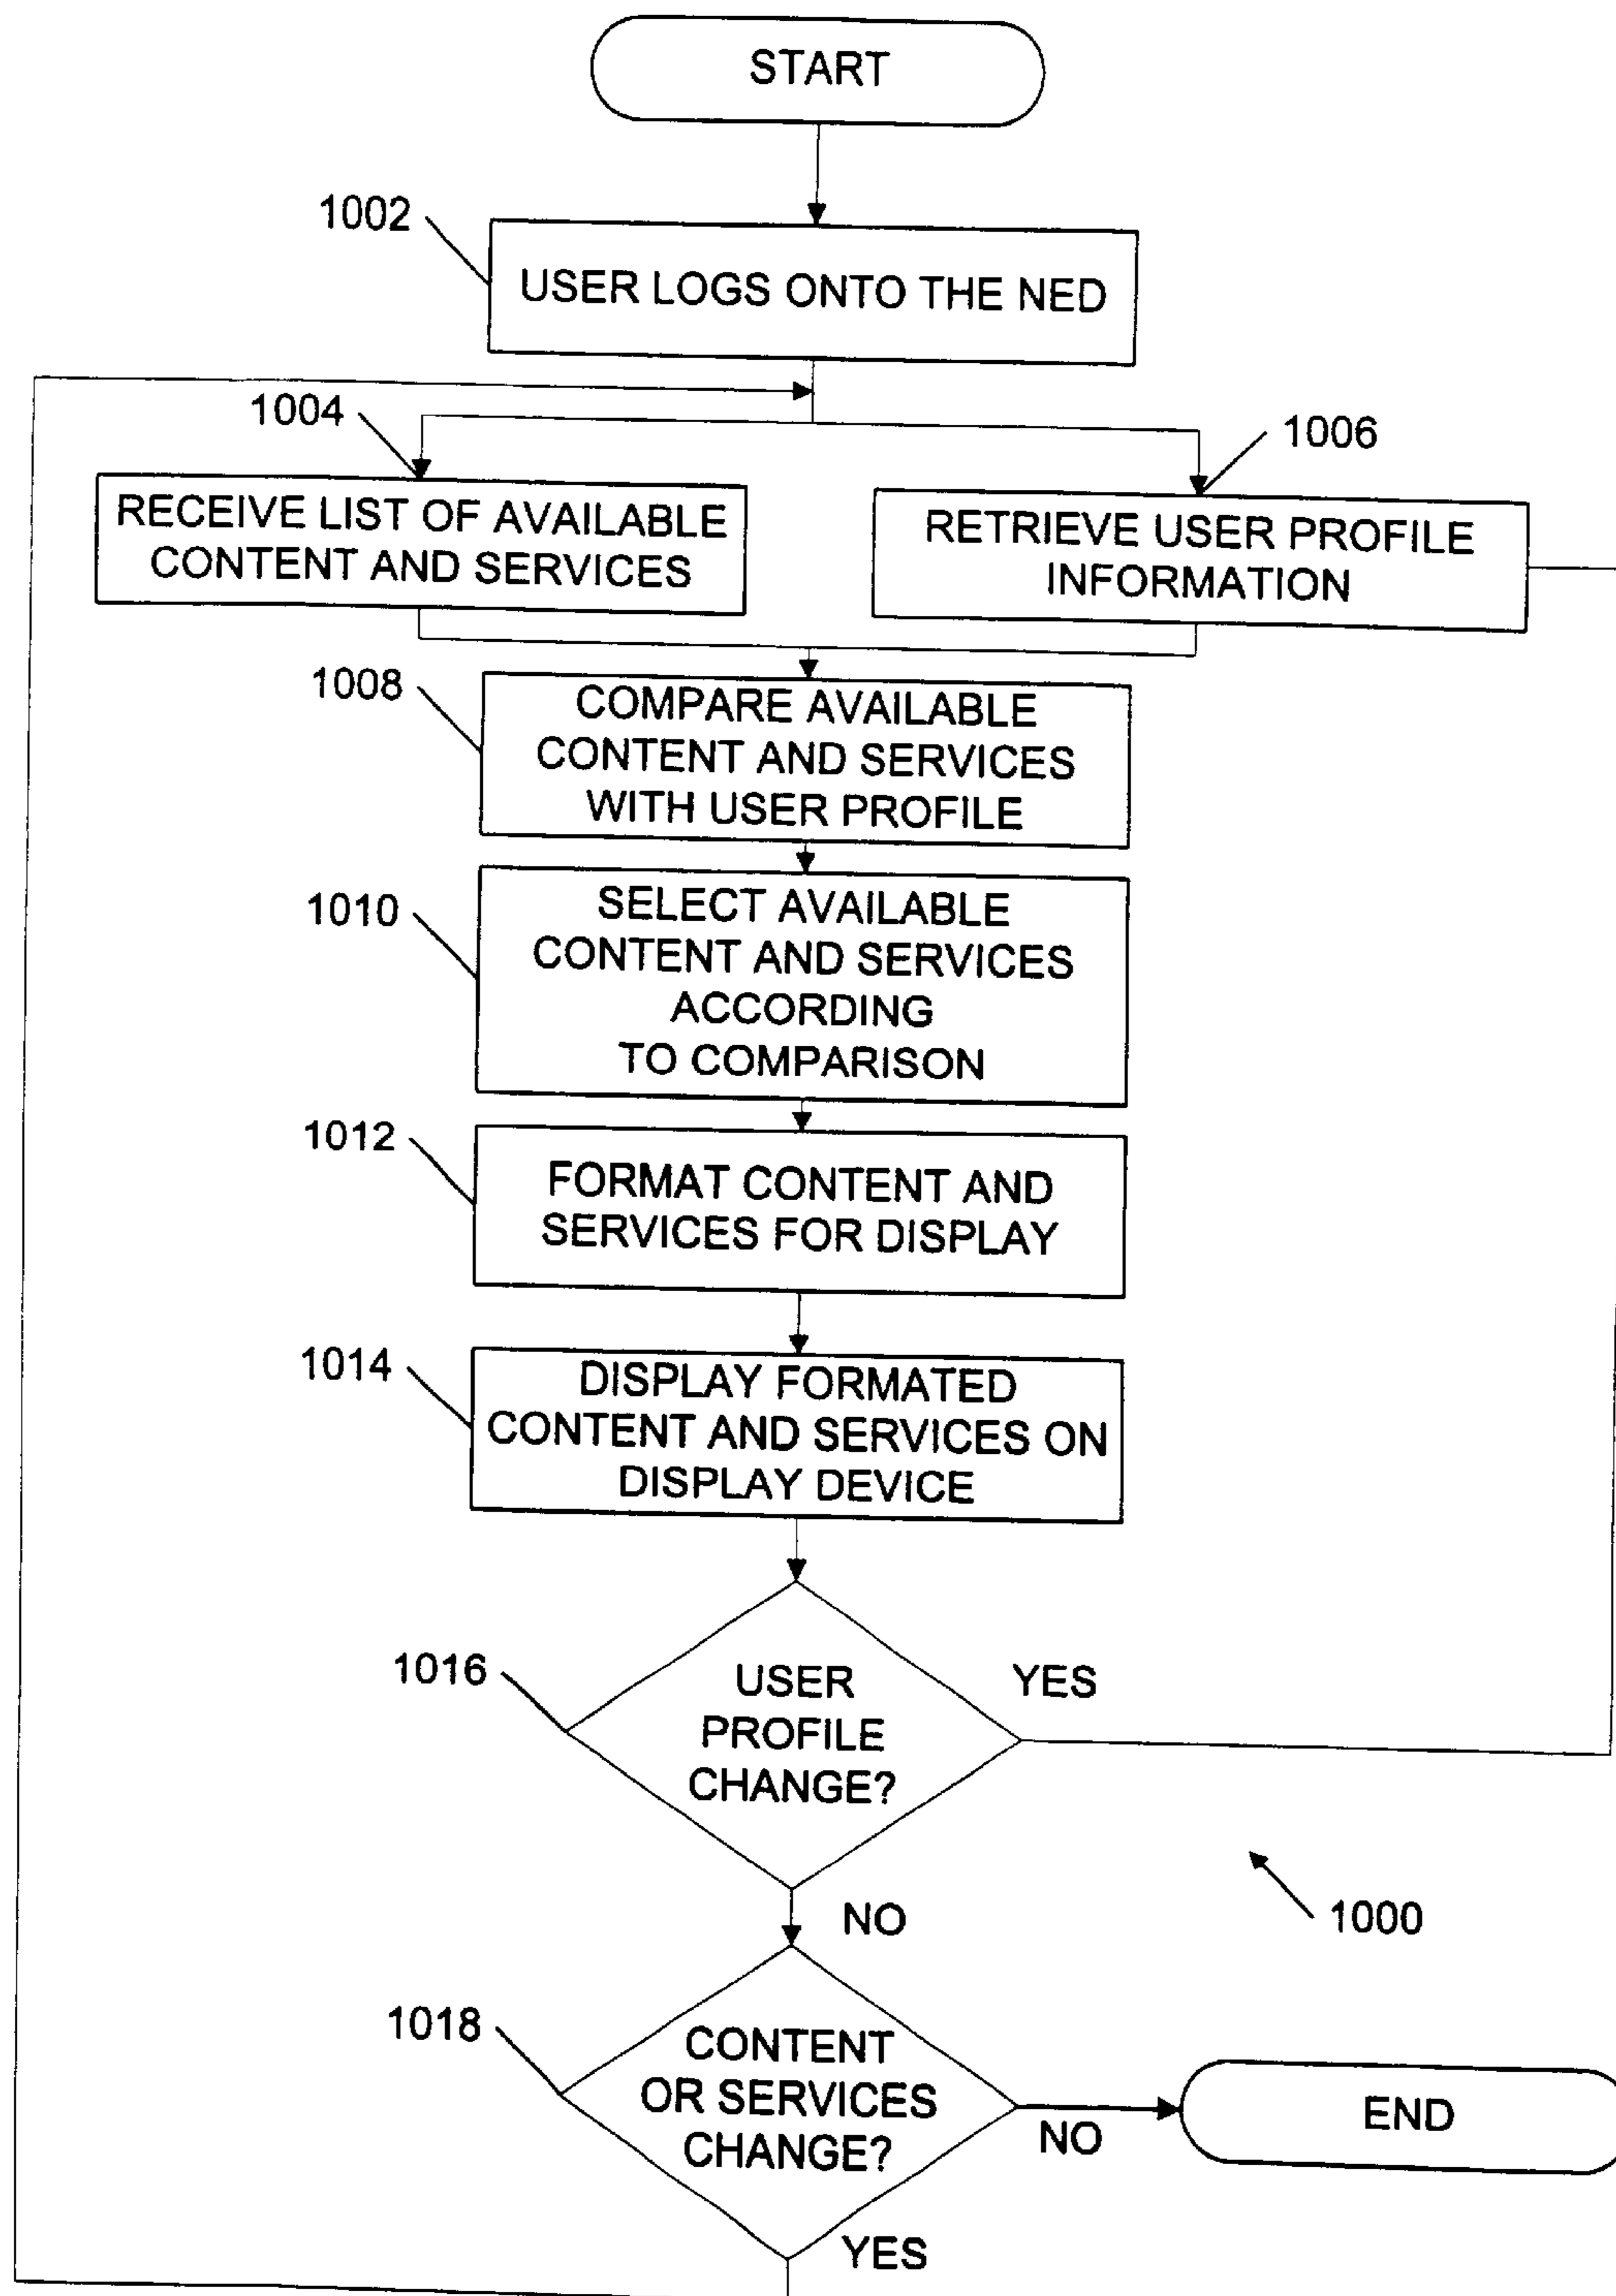 START
1002
USER LOGS ONTO THE NED
1004
1006
RECEIVE LIST OF AVAILABLE
CONTENT AND SERVICES
RETRIEVE USER PROFILE
INFORMATION
1008
COMPARE AVAILABLE
CONTENT AND SERVICES
WITH USER PROFILE
1010
SELECT AVAILABLE
CONTENT AND SERVICES
ACCORDING
TO COMPARISON
1012
FORMAT CONTENT AND
SERVICES FOR DISPLAY
1014
DISPLAY FORMATED
CONTENT AND SERVICES ON
DISPLAY DEVICE
1016
USER
PROFILE
CHANGE?
YES
NO
1000
1018
CONTENT
OR SERVICES
CHANGE?
NO
END
YES